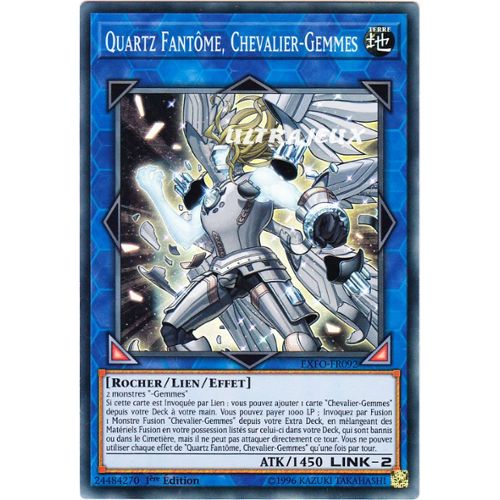 QUARTZ FANTÔME, CHEVALIER-GEMMES
TERRE
地
ULTRAJEUX
EXFO-FR092
[ROCHER/LIEN/EFFET]
2 monstres "-Gemmes"
Si cette carte est Invoquée par Lien : vous pouvez ajouter 1 carte "Chevalier-Gemmes"
depuis votre Deck à votre main. Vous pouvez payer 1000 LP ; Invoquez par Fusion
1 Monstre Fusion "Chevalier-Gemmes" depuis votre Extra Deck, en mélangeant des
Matériels Fusion en votre possession listés sur celui-ci dans votre Deck, qui sont bannis
ou dans le Cimetière, mais il ne peut pas attaquer directement ce tour. Vous ne pouvez
utiliser chaque effet de "Quartz Fantôme, Chevalier-Gemmes" qu'une fois par tour.
ATK/1450 LINK-2
24484270 1ère Edition ©1996 KAZUKI TAKAHASHI